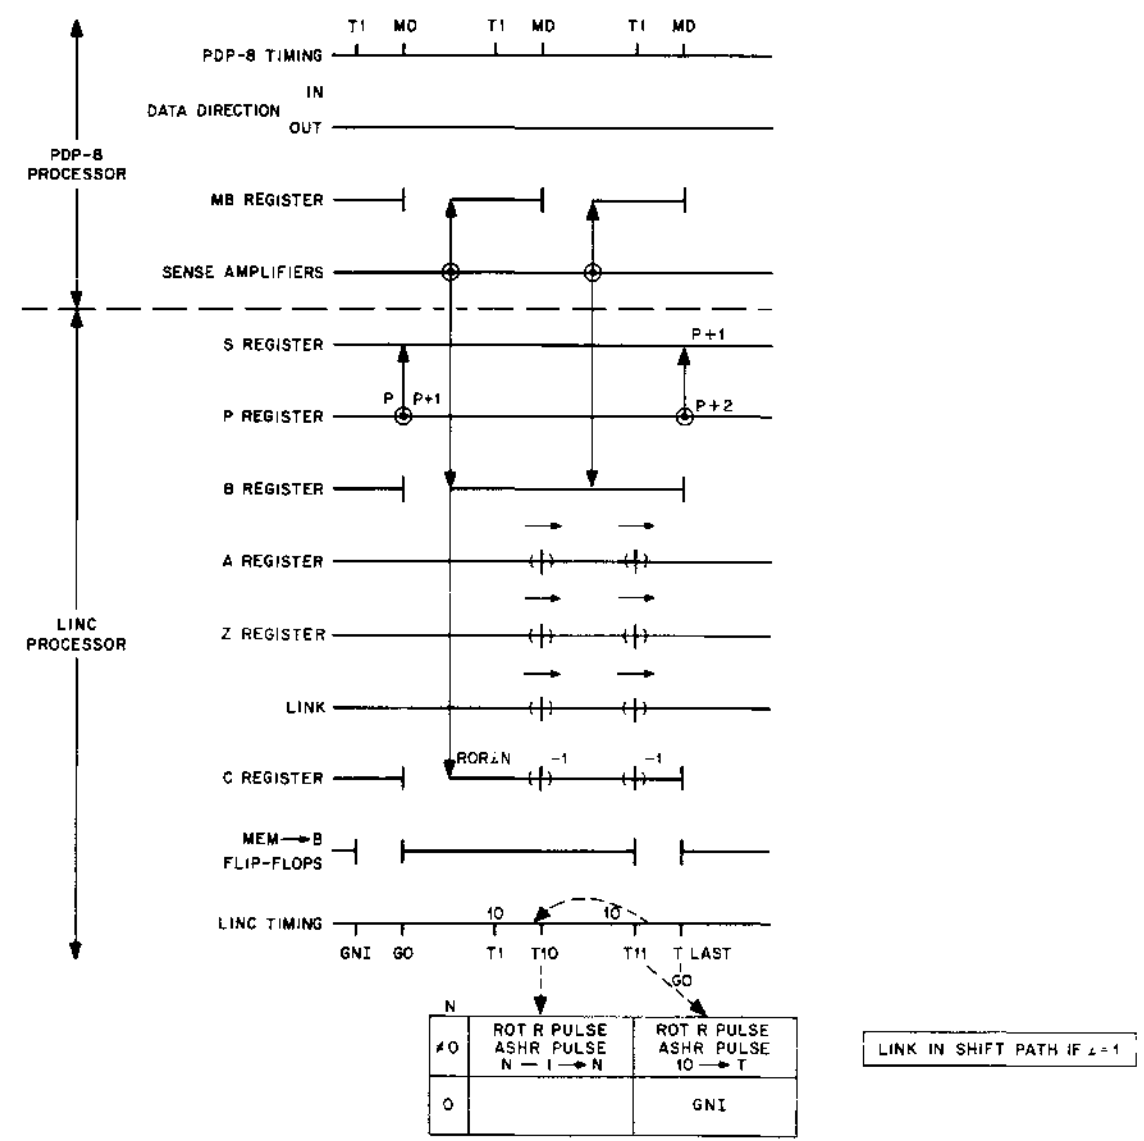 T1 MD T1 MD T1 MD
PDP-8 TIMING
IN
DATA DIRECTION
OUT
PDP-8
PROCESSOR
MB REGISTER
SENSE AMPLIFIERS
S REGISTER
P+1
P P+1
P REGISTER
P+2
B REGISTER
A REGISTER
LINC
PROCESSOR
Z REGISTER
LINK
RORiN -1 -1
C REGISTER
MEM→B
FLIP-FLOPS
10 10
LINC TIMING
GNI GO T1 T10 T11 T LAST
GO
N
≠0
ROT R PULSE
ASHR PULSE
N — 1 → N
ROT R PULSE
ASHR PULSE
10 → T
0
GNI
LINK IN SHIFT PATH IF i=1